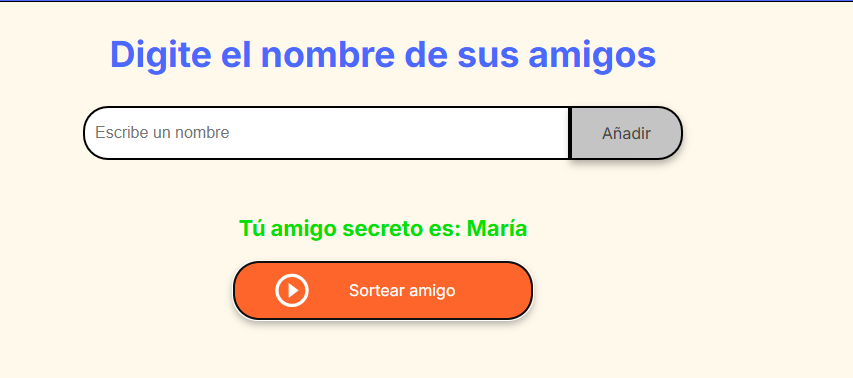 Digite el nombre de sus amigos
Escribe un nombre
Añadir
Tú amigo secreto es: María
Sortear amigo